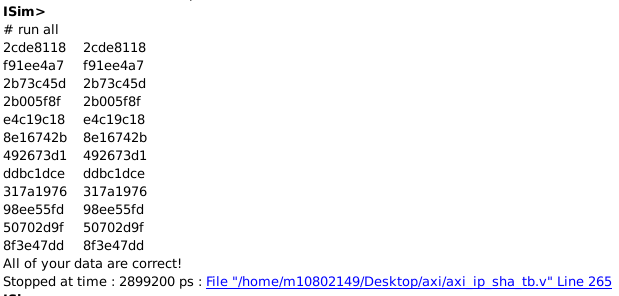 ISim>
# run all
2cde8118 2cde8118
f91ee4a7 f91ee4a7
2b73c45d 2b73c45d
2b005f8f 2b005f8f
e4c19c18 e4c19c18
8e16742b 8e16742b
492673d1 492673d1
ddbc1dce ddbc1dce
317a1976 317a1976
98ee55fd 98ee55fd
50702d9f 50702d9f
8f3e47dd 8f3e47dd
All of your data are correct!
Stopped at time : 2899200 ps : File "/home/m10802149/Desktop/axi/axi_ip_sha_tb.v" Line 265